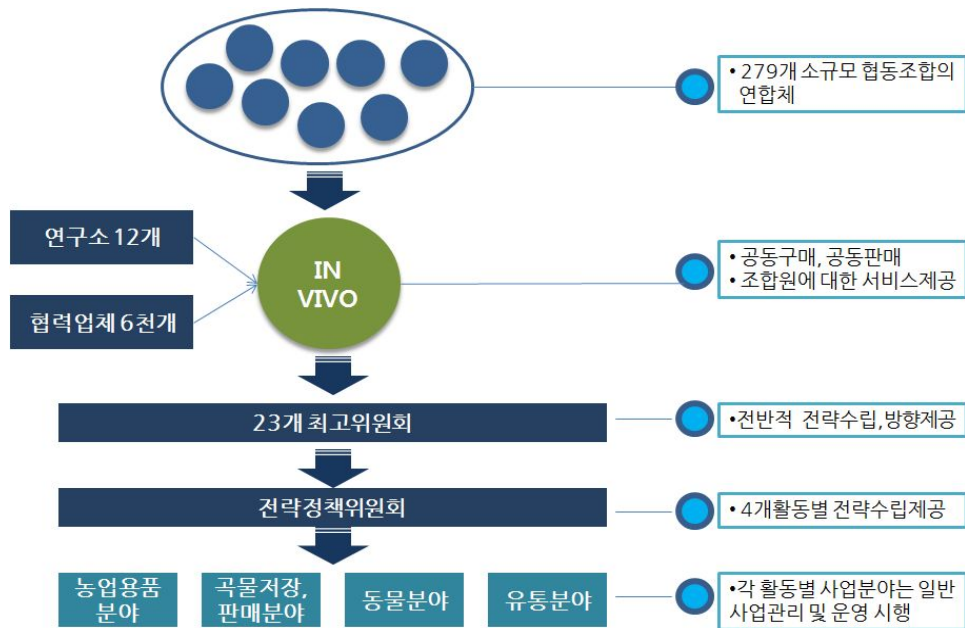 • 279개 소규모 협동조합의
연합체
연구소 12개
협력업체 6천개
IN
VIVO
• 공동구매, 공동판매
• 조합원에 대한 서비스제공
23개 최고위원회
•전반적 전략수립,방향제공
전략정책위원회
• 4개활동별 전략수립제공
농업용품
분야
곡물저장,
판매분야
동물분야
유통분야
•각 활동별 사업분야는 일반
사업관리 및 운영 시행